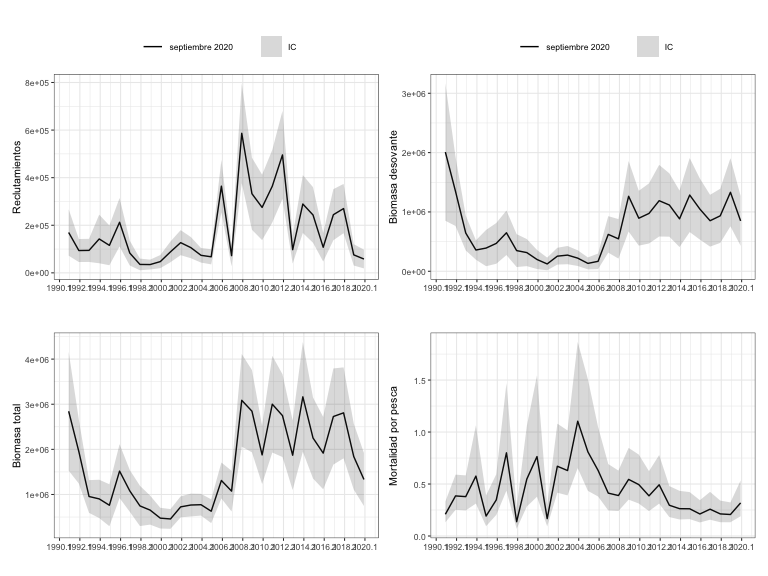 septiembre 2020 IC
septiembre 2020 IC
Reclutamientos
8e+05
6e+05
4e+05
2e+05
0e+00
1990.1 1992.1 1994.1 1996.1 1998.1 2000.1 2002.1 2004.1 2006.1 2008.1 2010.1 2012.1 2014.1 2016.1 2018.1 2020.1
Biomasa desovante
3e+06
2e+06
1e+06
0e+00
1990.1 1992.1 1994.1 1996.1 1998.1 2000.1 2002.1 2004.1 2006.1 2008.1 2010.1 2012.1 2014.1 2016.1 2018.1 2020.1
Biomasa total
4e+06
3e+06
2e+06
1e+06
1990.1 1992.1 1994.1 1996.1 1998.1 2000.1 2002.1 2004.1 2006.1 2008.1 2010.1 2012.1 2014.1 2016.1 2018.1 2020.1
Mortalidad por pesca
1.5
1.0
0.5
0.0
1990.1 1992.1 1994.1 1996.1 1998.1 2000.1 2002.1 2004.1 2006.1 2008.1 2010.1 2012.1 2014.1 2016.1 2018.1 2020.1